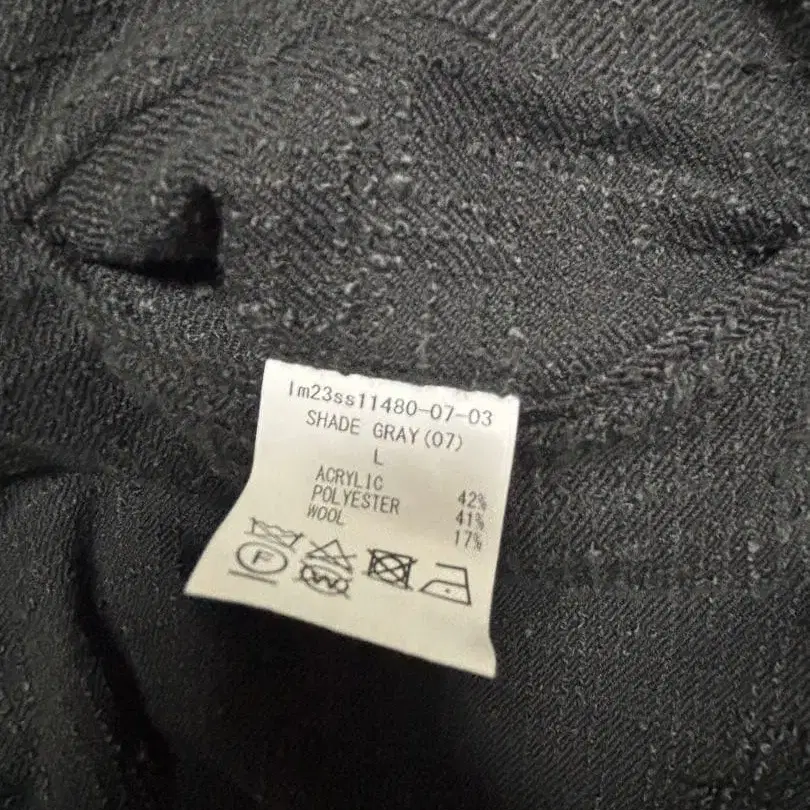 lm23ss11480-07-03
SHADE GRAY(07)
L
ACRYLIC 42%
POLYESTER 41%
WOOL 17%
F
W